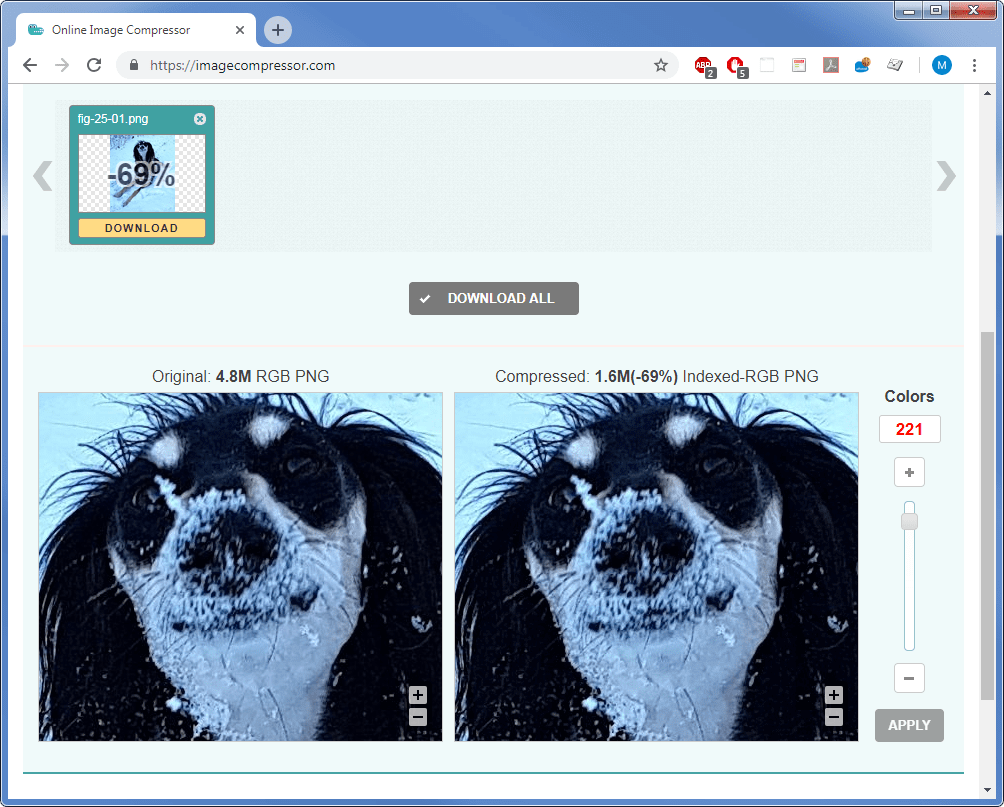 Online Image Compressor
https://imagecompressor.com
ABP
2
5
M
fig-25-01.png
-69%
DOWNLOAD
DOWNLOAD ALL
Original: 4.8M RGB PNG
Compressed: 1.6M(-69%) Indexed-RGB PNG
Colors
221
APPLY